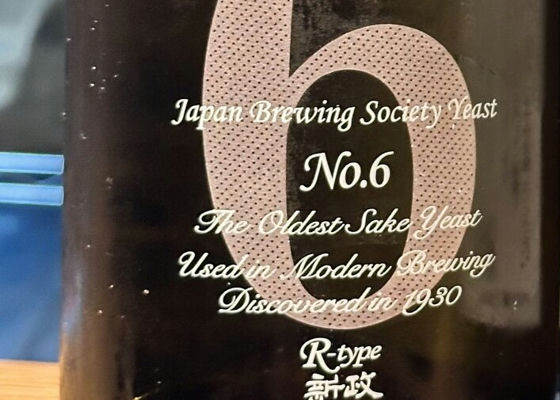 6
Japan Brewing Society Yeast
No.6
The Oldest Sake Yeast
Used in Modern Brewing
Discovered in 1930
R-type
新政